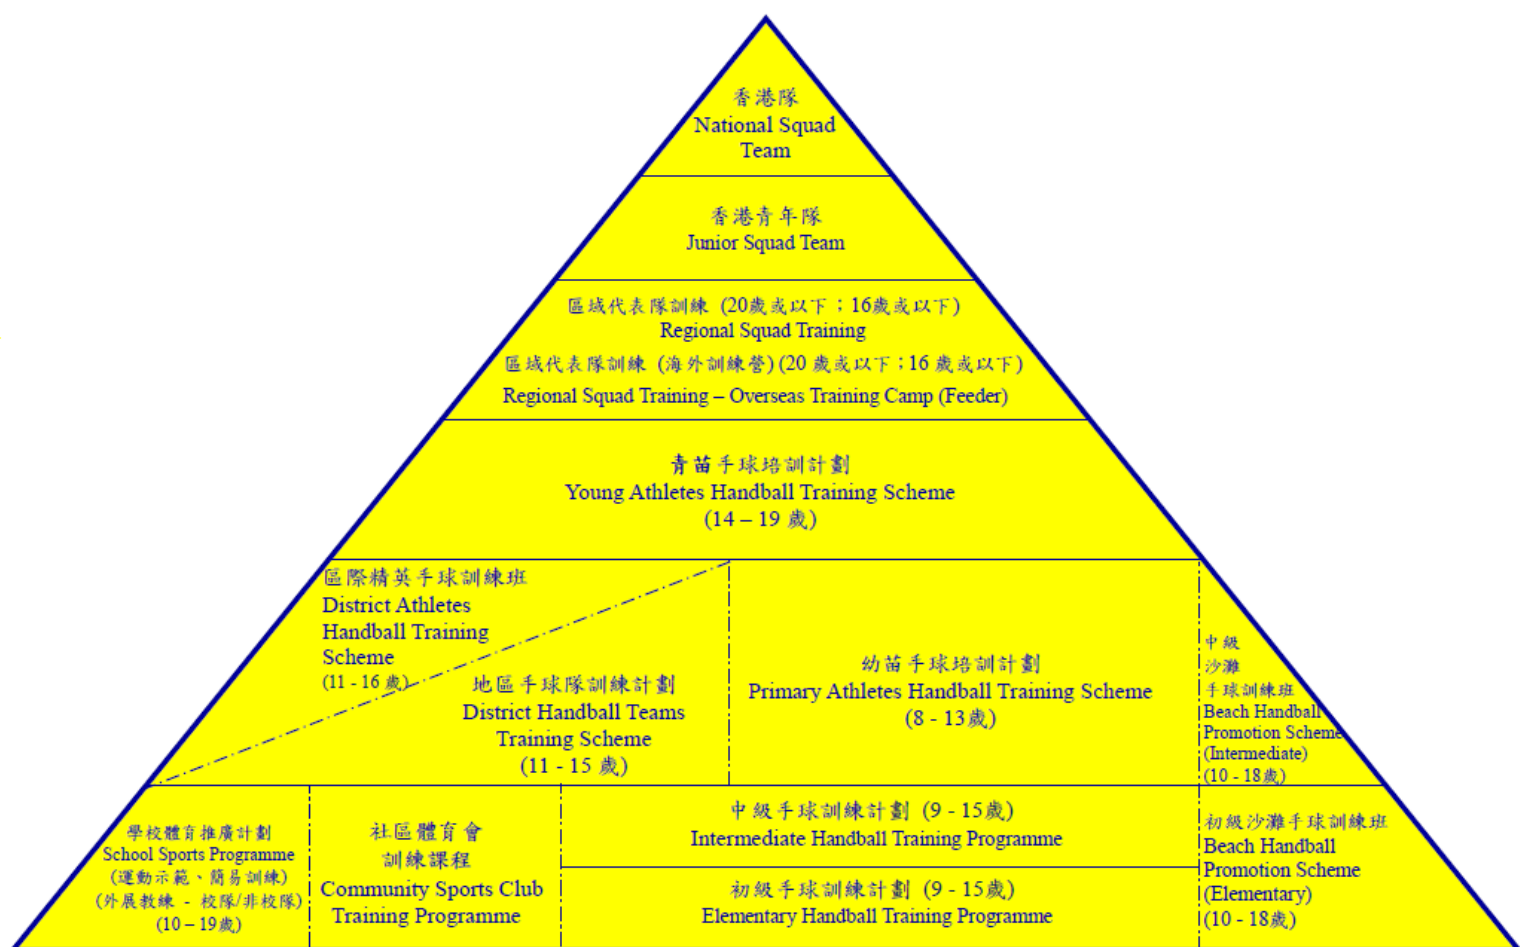 香港隊
National Squad
Team
香港青年隊
Junior Squad Team
區域代表隊訓練 (20歲或以下；16歲或以下)
Regional Squad Training
區域代表隊訓練 (海外訓練營) (20 歲或以下；16 歲或以下)
Regional Squad Training – Overseas Training Camp (Feeder)
青苗手球培訓計劃
Young Athletes Handball Training Scheme
(14 – 19 歲)
區際精英手球訓練班
District Athletes
Handball Training
Scheme
(11 - 16 歲)
地區手球隊訓練計劃
District Handball Teams
Training Scheme
(11 - 15 歲)
幼苗手球培訓計劃
Primary Athletes Handball Training Scheme
(8 - 13歲)
中級
沙灘
手球訓練班
Beach Handball
Promotion Scheme
(Intermediate)
(10 - 18歲)
學校體育推廣計劃
School Sports Programme
(運動示範、簡易訓練)
(外展教練 - 校隊/非校隊)
(10 – 19歲)
社區體育會
訓練課程
Community Sports Club
Training Programme
中級手球訓練計劃 (9 - 15歲)
Intermediate Handball Training Programme
初級手球訓練計劃 (9 - 15歲)
Elementary Handball Training Programme
初級沙灘手球訓練班
Beach Handball
Promotion Scheme
(Elementary)
(10 - 18歲)